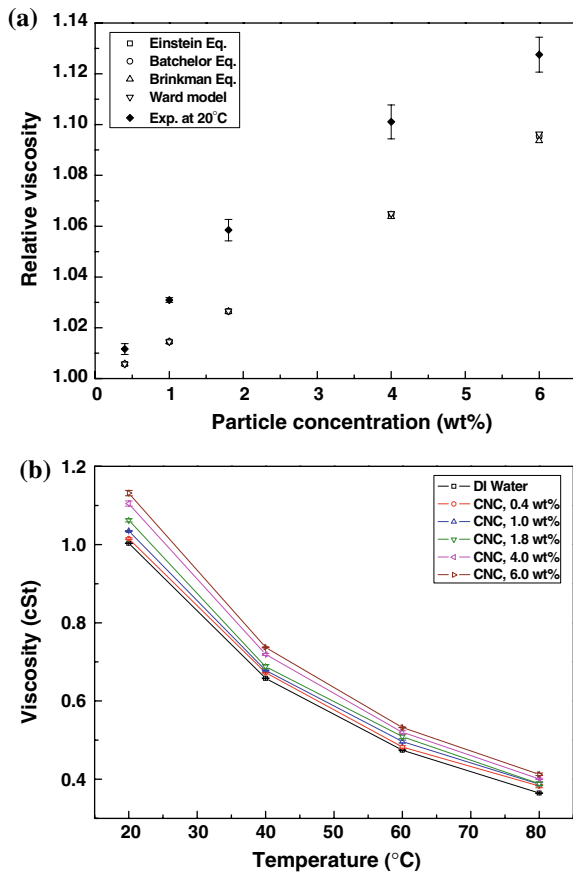 (a)
1.14
1.12
1.10
1.08
1.06
1.04
1.02
1.00
Relative viscosity
Einstein Eq.
Batchelor Eq.
Brinkman Eq.
Ward model
Exp. at 20°C
0 1 2 3 4 5 6
Particle concentration (wt%)
(b)
1.2
1.0
0.8
0.6
0.4
Viscosity (cSt)
DI Water
CNC, 0.4 wt%
CNC, 1.0 wt%
CNC, 1.8 wt%
CNC, 4.0 wt%
CNC, 6.0 wt%
20 30 40 50 60 70 80
Temperature (°C)